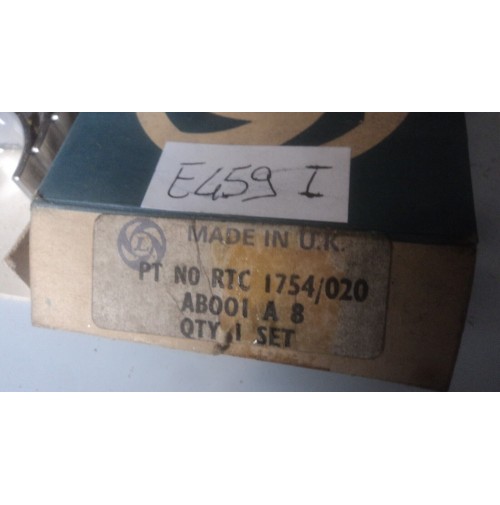 E459 I
L
MADE IN U.K.
PT NO RTC 1754/020
AB001 A 8
QTY 1 SET